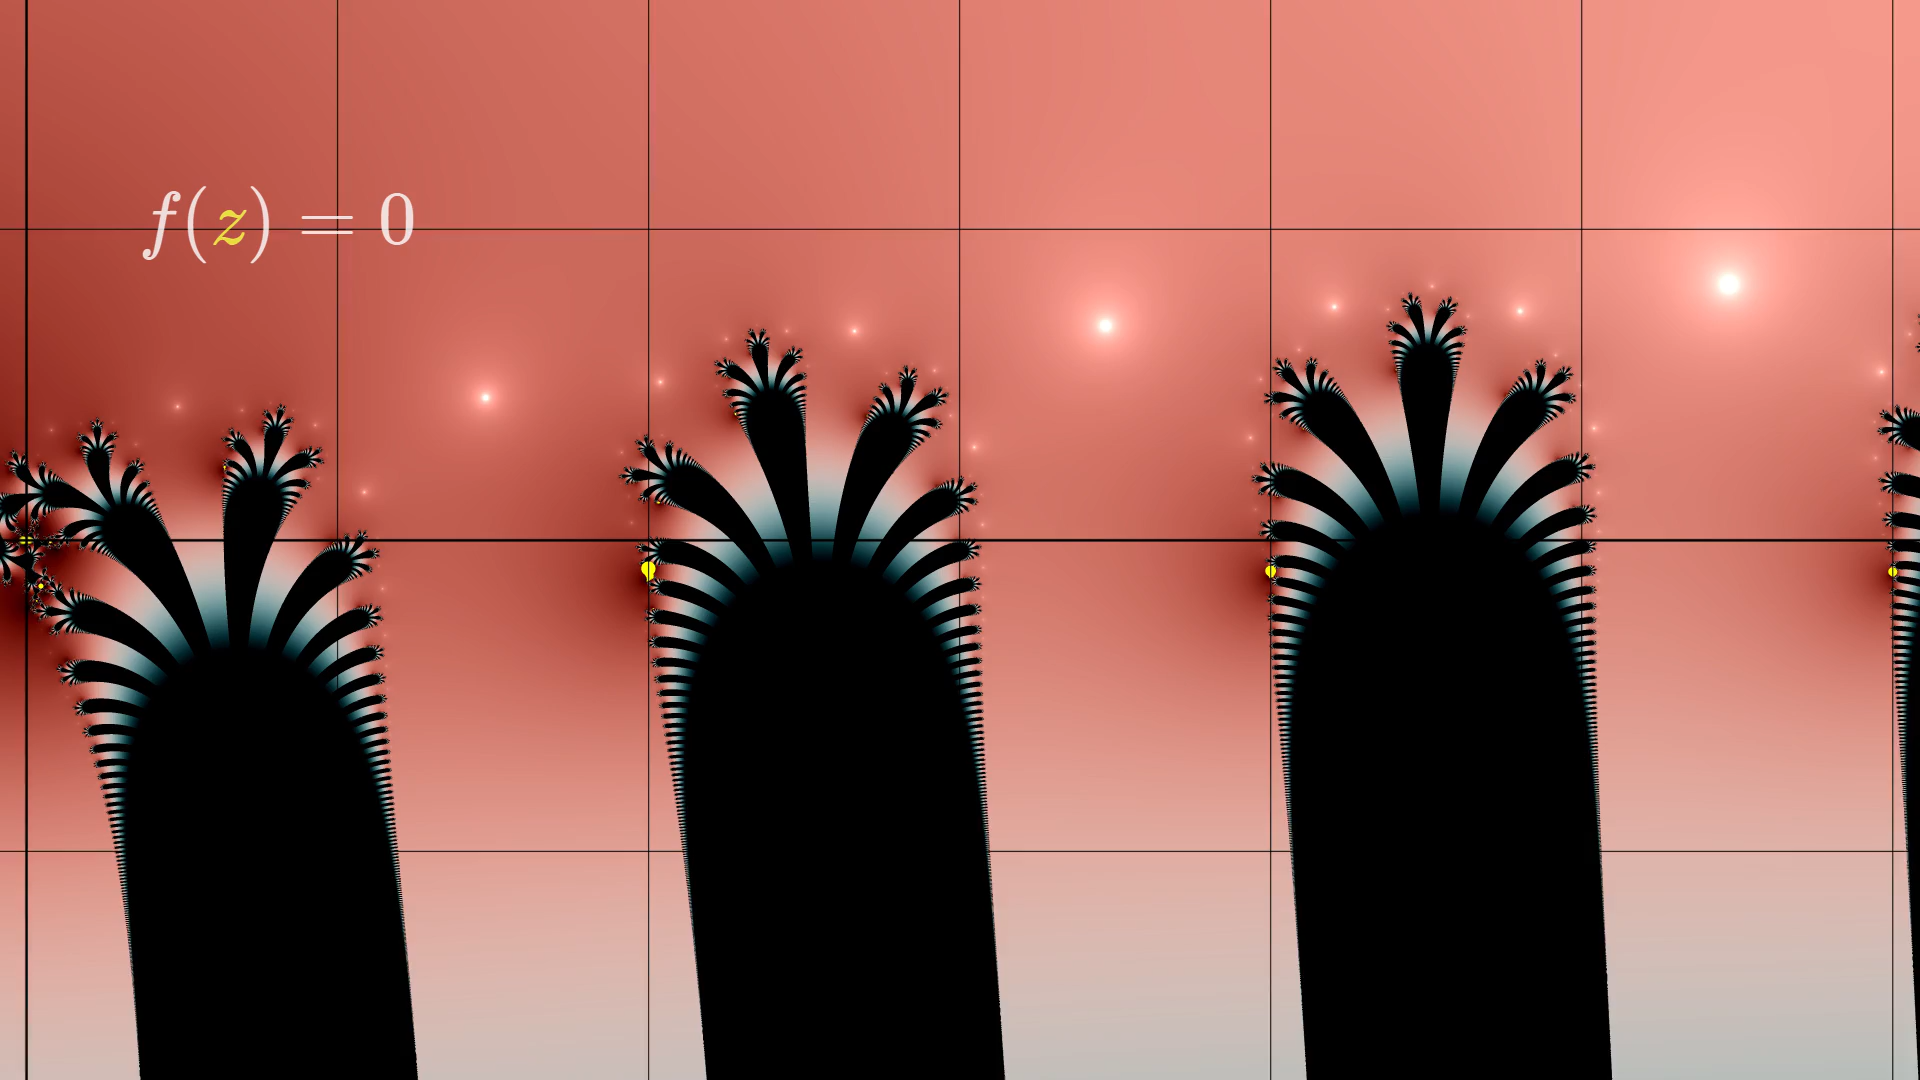 f(z) = 0